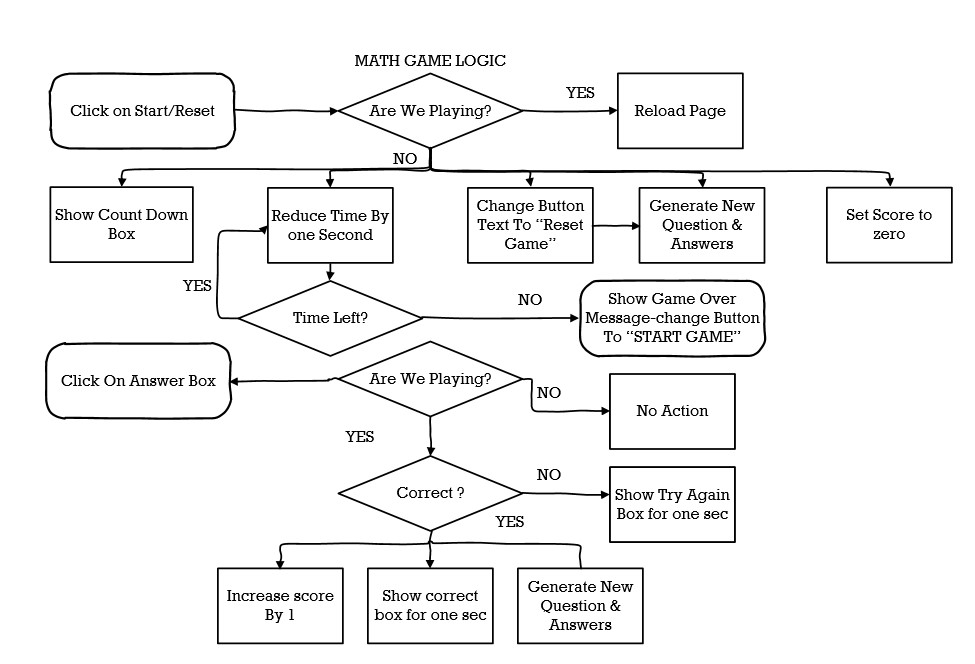 MATH GAME LOGIC
Click on Start/Reset
Are We Playing?
YES
Reload Page
NO
Show Count Down
Box
Reduce Time By
one Second
Change Button
Text To “Reset
Game”
Generate New
Question &
Answers
Set Score to
zero
YES
Time Left?
NO
Show Game Over
Message-change Button
To “START GAME”
Click On Answer Box
Are We Playing?
NO
No Action
YES
Correct ?
NO
Show Try Again
Box for one sec
YES
Increase score
By 1
Show correct
box for one sec
Generate New
Question &
Answers